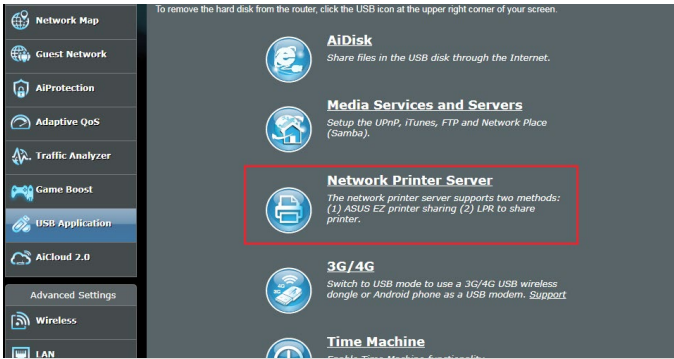 To remove the hard disk from the router, click the USB icon at the upper right corner of your screen.
Network Map
Guest Network
AiProtection
Adaptive QoS
Traffic Analyzer
Game Boost
USB Application
AiCloud 2.0
Advanced Settings
Wireless
LAN
AiDisk
Share files in the USB disk through the Internet.
Media Services and Servers
Setup the UPnP, iTunes, FTP and Network Place
(Samba).
Network Printer Server
The network printer server supports two methods:
(1) ASUS EZ printer sharing (2) LPR to share
printer.
3G/4G
Switch to USB mode to use a 3G/4G USB wireless
dongle or Android phone as a USB modem. Support
Time Machine
Enable Time Machine functionality.